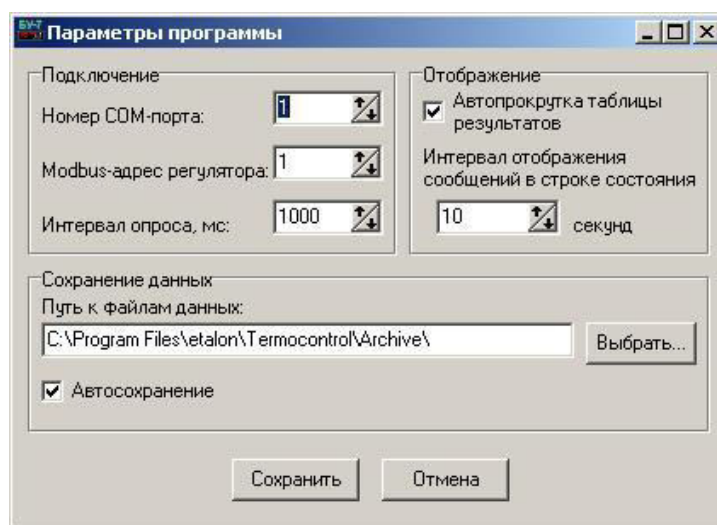 БУ-7
Параметры программы
Подключение
Номер COM-порта:
1
Modbus-адрес регулятора:
1
Интервал опроса, мс:
1000
Отображение
Автопрокрутка таблицы
результатов
Интервал отображения
сообщений в строке состояния
10 секунд
Сохранение данных
Путь к файлам данных:
C:\Program Files\etalon\Termocontrol\Archive\
Выбрать...
Автосохранение
Сохранить
Отмена